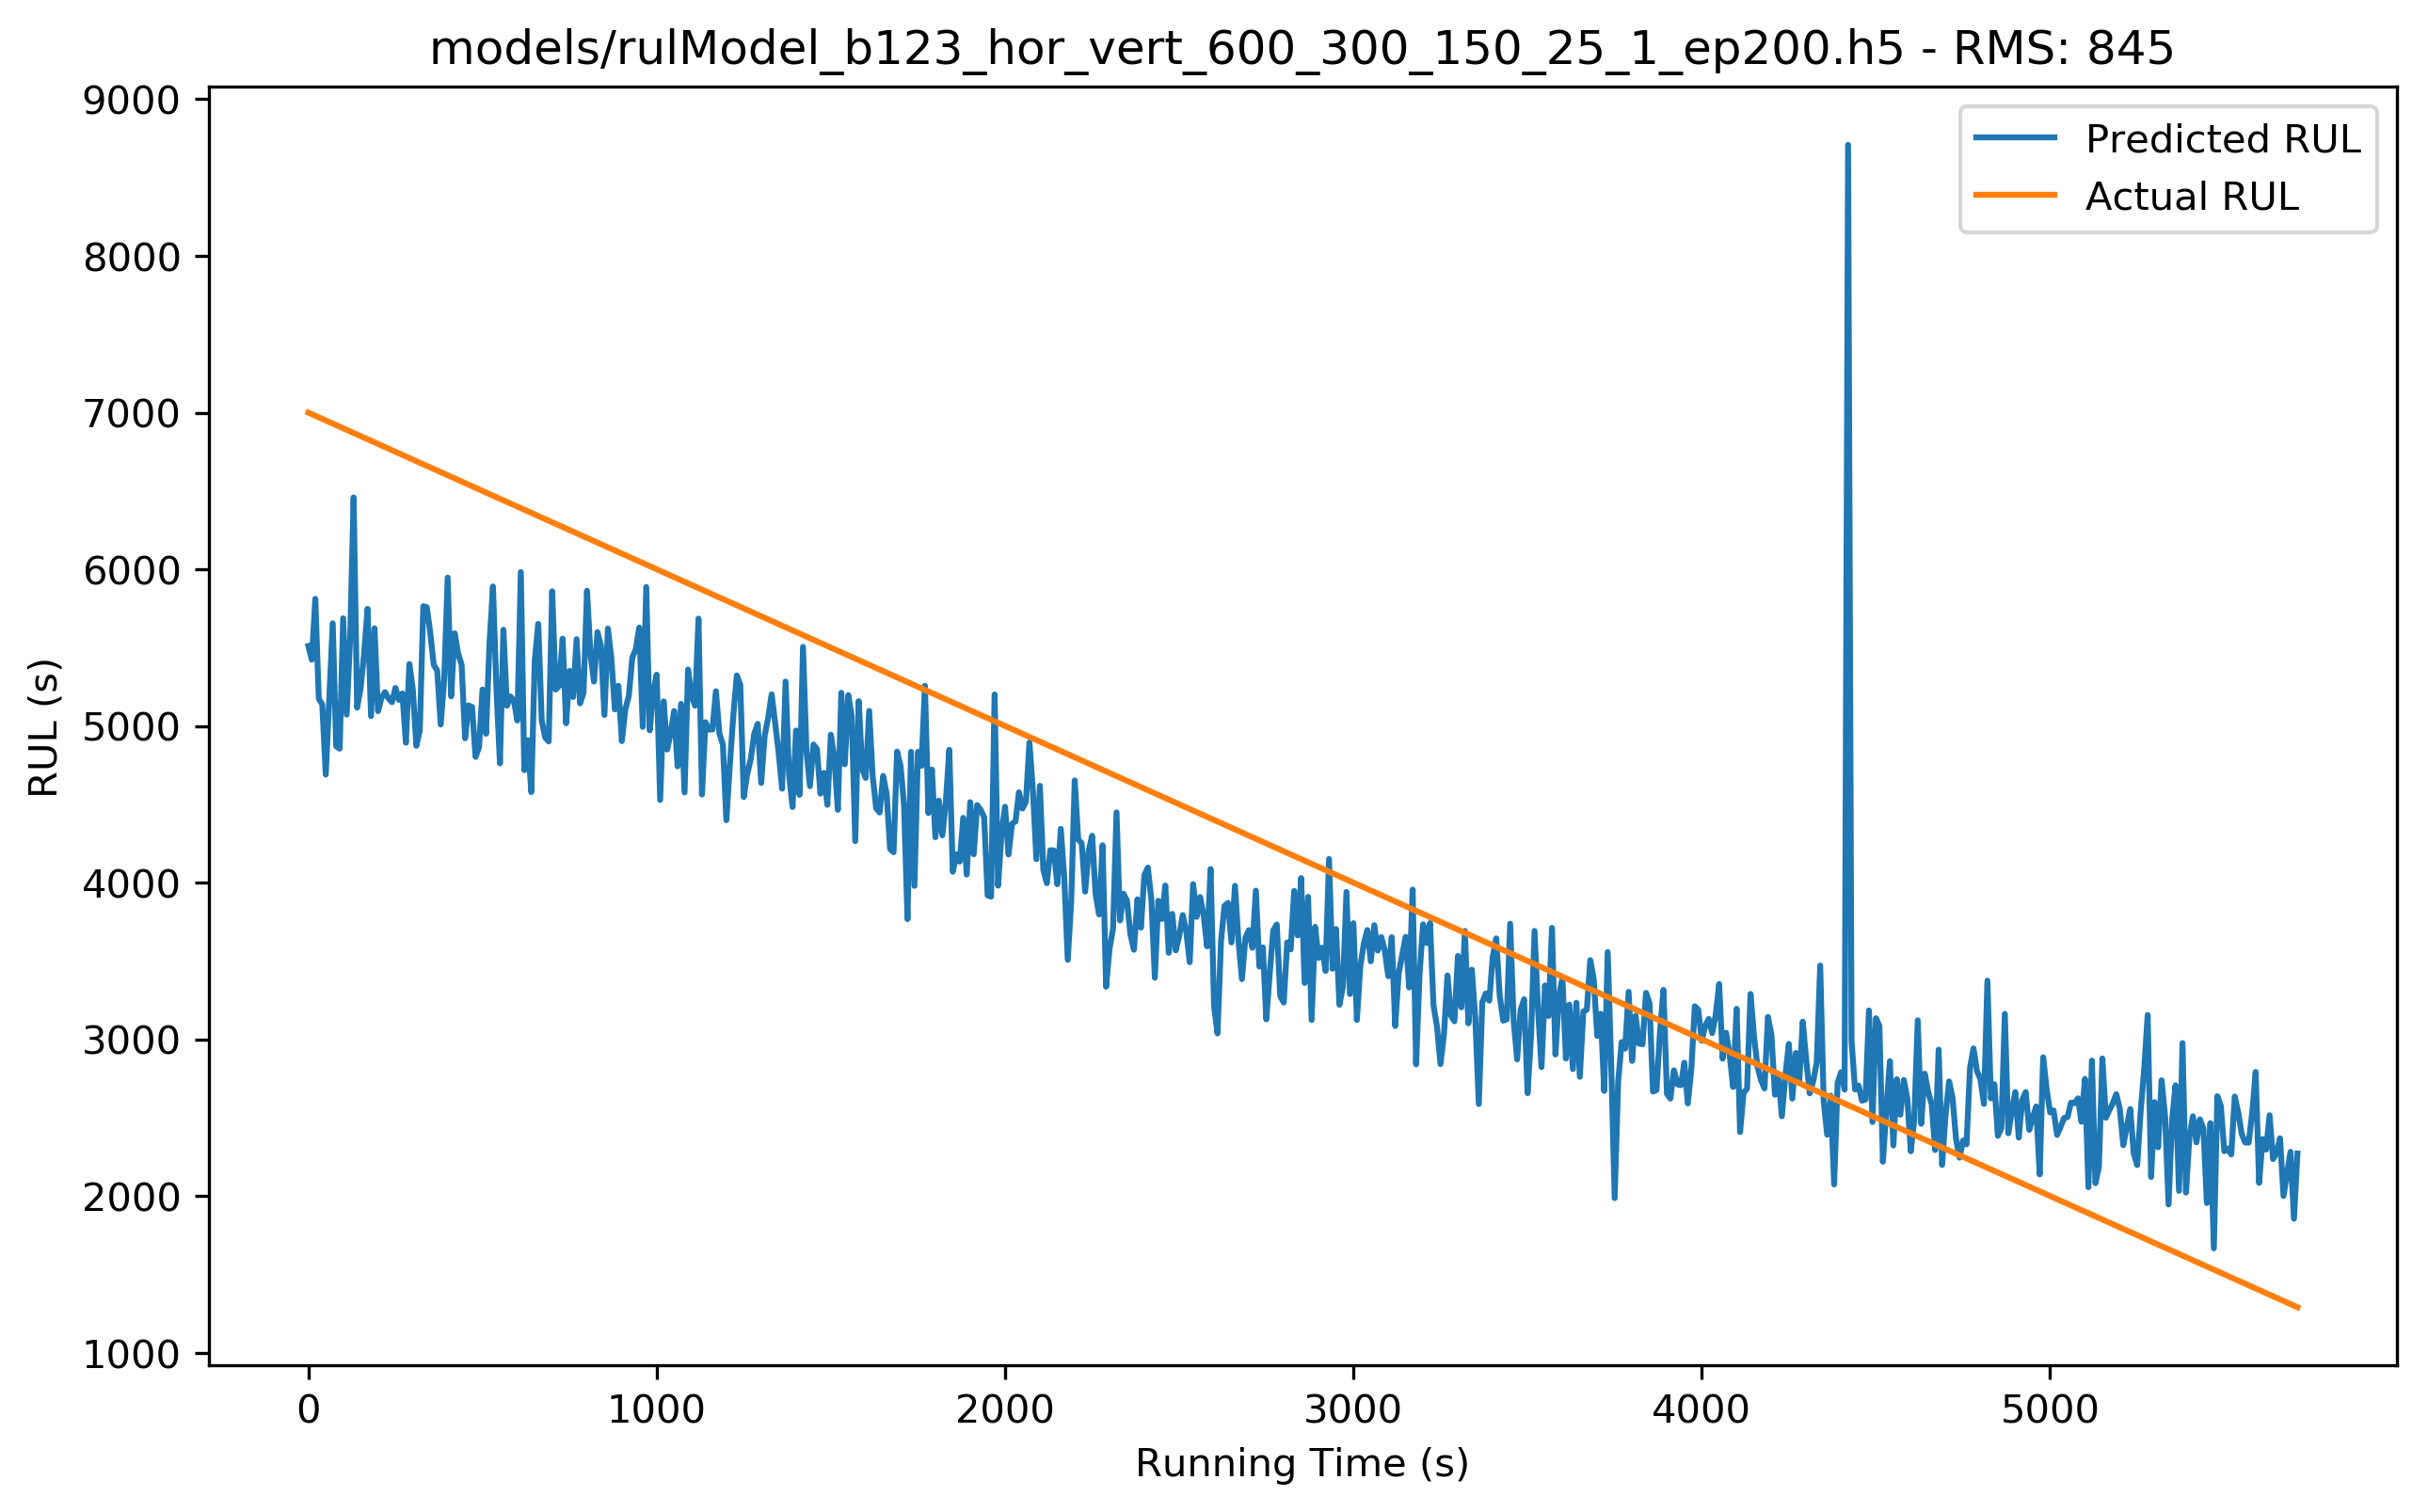 models/rulModel_b123_hor_vert_600_300_150_25_1_ep200.h5 - RMS: 845
Predicted RUL
Actual RUL
RUL (s)
9000
8000
7000
6000
5000
4000
3000
2000
1000
0 1000 2000 3000 4000 5000
Running Time (s)